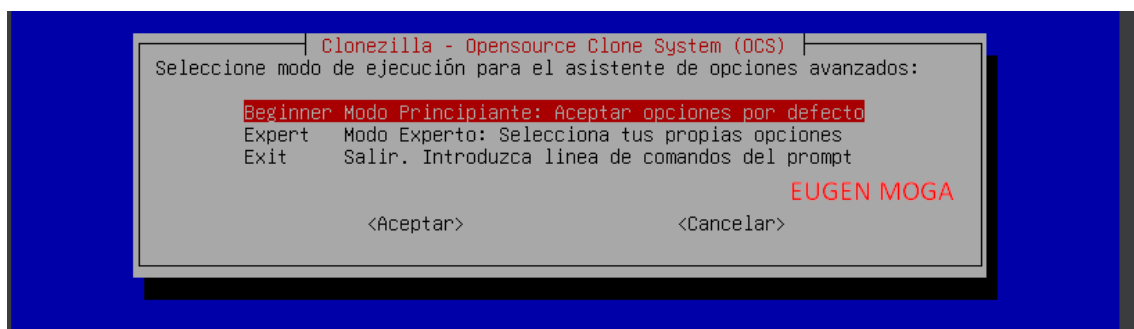 Clonezilla - Opensource Clone System (OCS)
Seleccione modo de ejecución para el asistente de opciones avanzados:
Beginner Modo Principiante: Aceptar opciones por defecto
Expert Modo Experto: Selecciona tus propias opciones
Exit Salir. Introduzca linea de comandos del prompt
EUGEN MOGA
<Aceptar> <Cancelar>